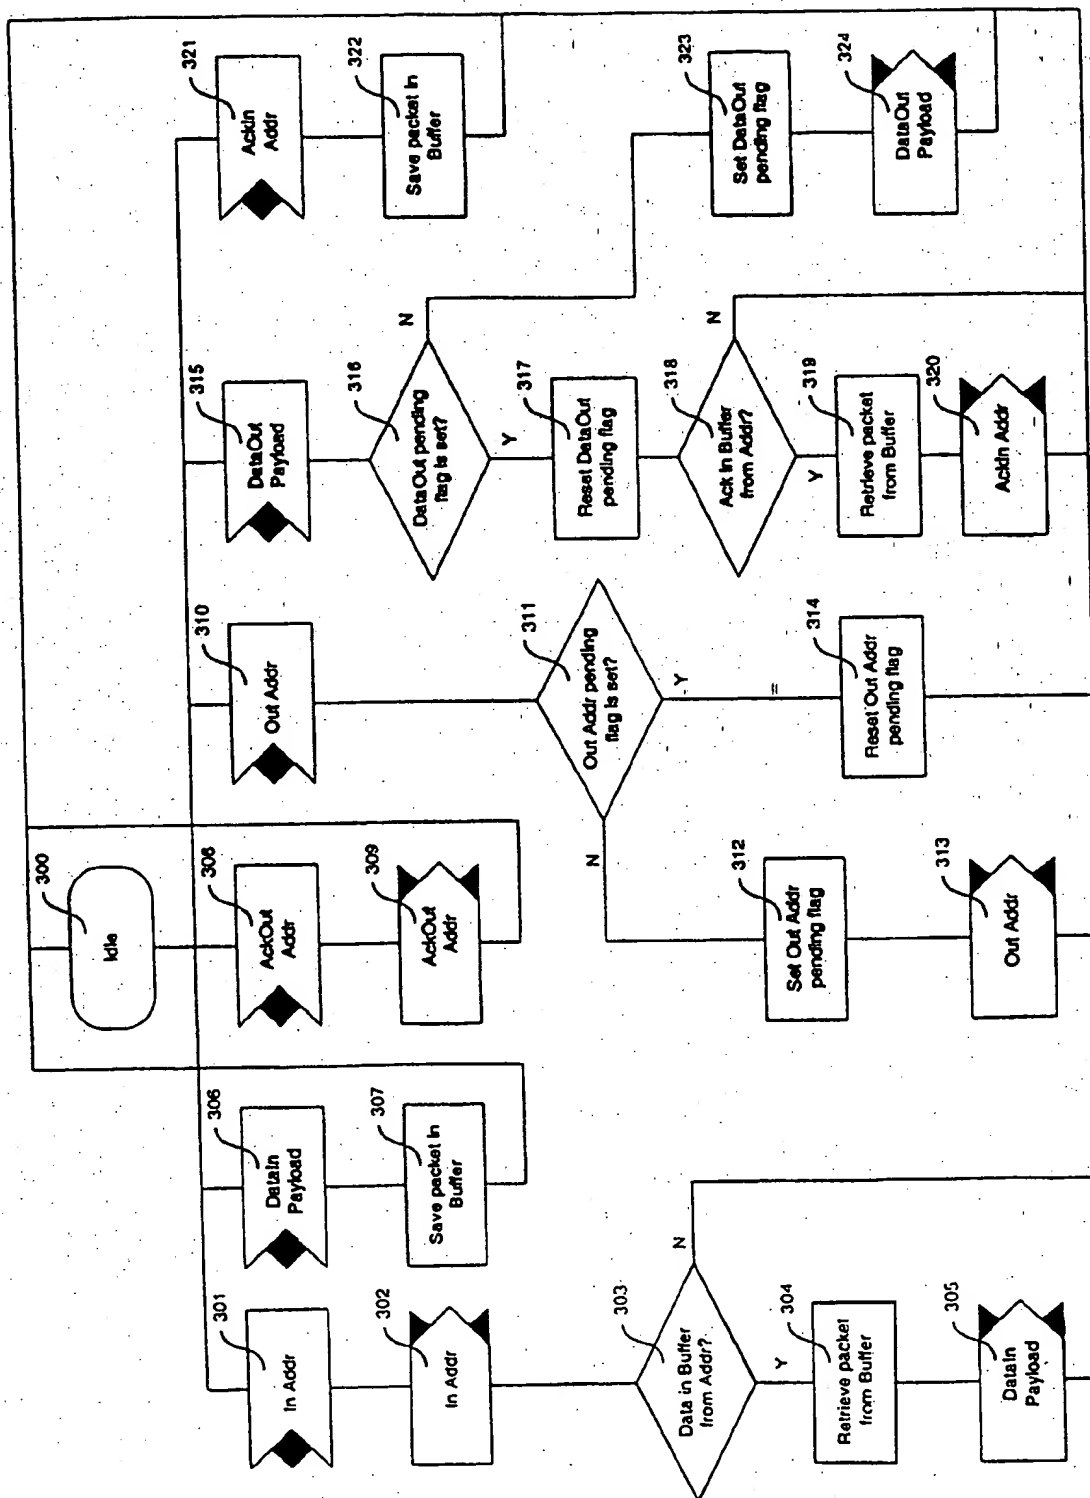 300
Idle
301
In Addr
302
In Addr
303
Data in Buffer
from Addr?
N
Y
304
Retrieve packet
from Buffer
305
DataIn
Payload
306
DataIn
Payload
307
Save packet in
Buffer
308
AckOut
Addr
309
AckOut
Addr
310
Out Addr
311
Out Addr pending
flag is set?
N
Y
312
Set Out Addr
pending flag
313
Out Addr
314
Reset Out Addr
pending flag
315
DataOut
Payload
316
DataOut pending
flag is set?
N
Y
317
Reset DataOut
pending flag
318
Ack in Buffer
from Addr?
N
Y
319
Retrieve packet
from Buffer
320
AckIn Addr
321
AckIn
Addr
322
Save packet in
Buffer
323
Set DataOut
pending flag
324
DataOut
Payload